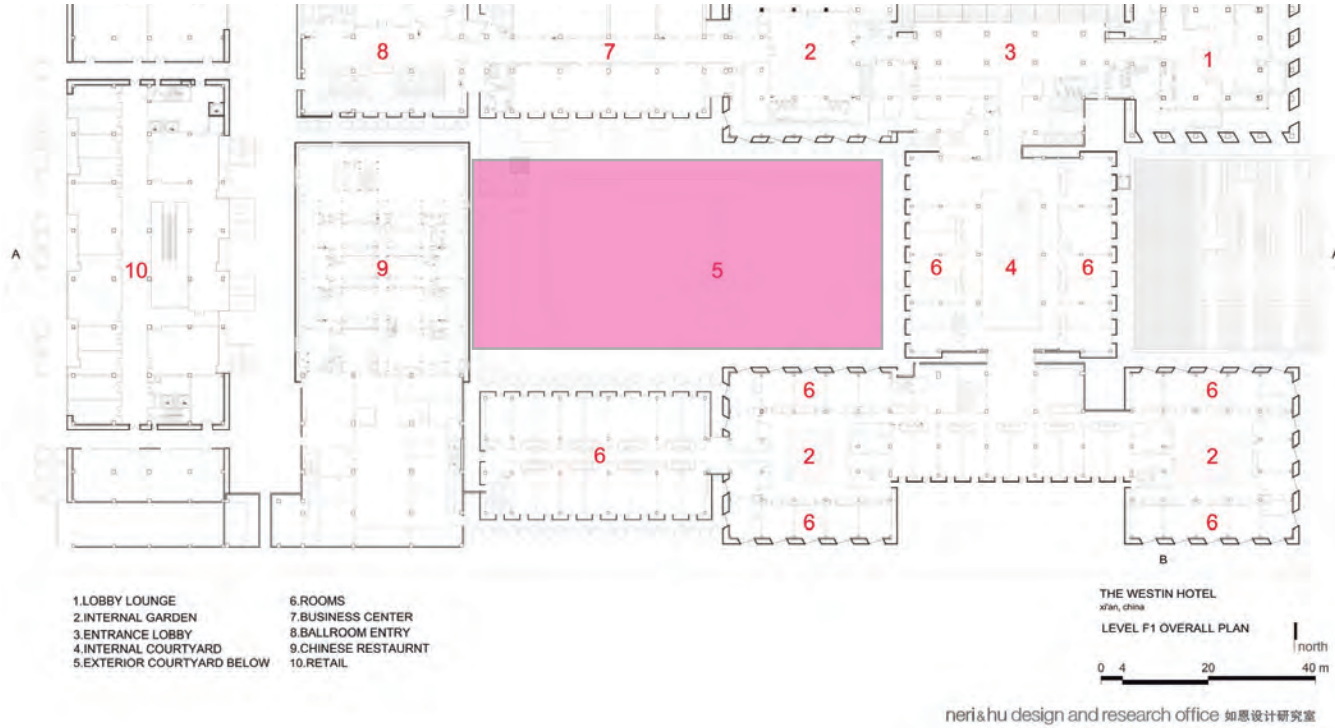 8
7
2
3
1
A
10
9
5
6
4
6
A
6
6
6
2
2
6
6
B
1.LOBBY LOUNGE
2.INTERNAL GARDEN
3.ENTRANCE LOBBY
4.INTERNAL COURTYARD
5.EXTERIOR COURTYARD BELOW
6.ROOMS
7.BUSINESS CENTER
8.BALLROOM ENTRY
9.CHINESE RESTAURNT
10.RETAIL
THE WESTIN HOTEL
xi'an, china
LEVEL F1 OVERALL PLAN
north
0 4 20 40 m
neri&hu design and research office 如恩设计研究室